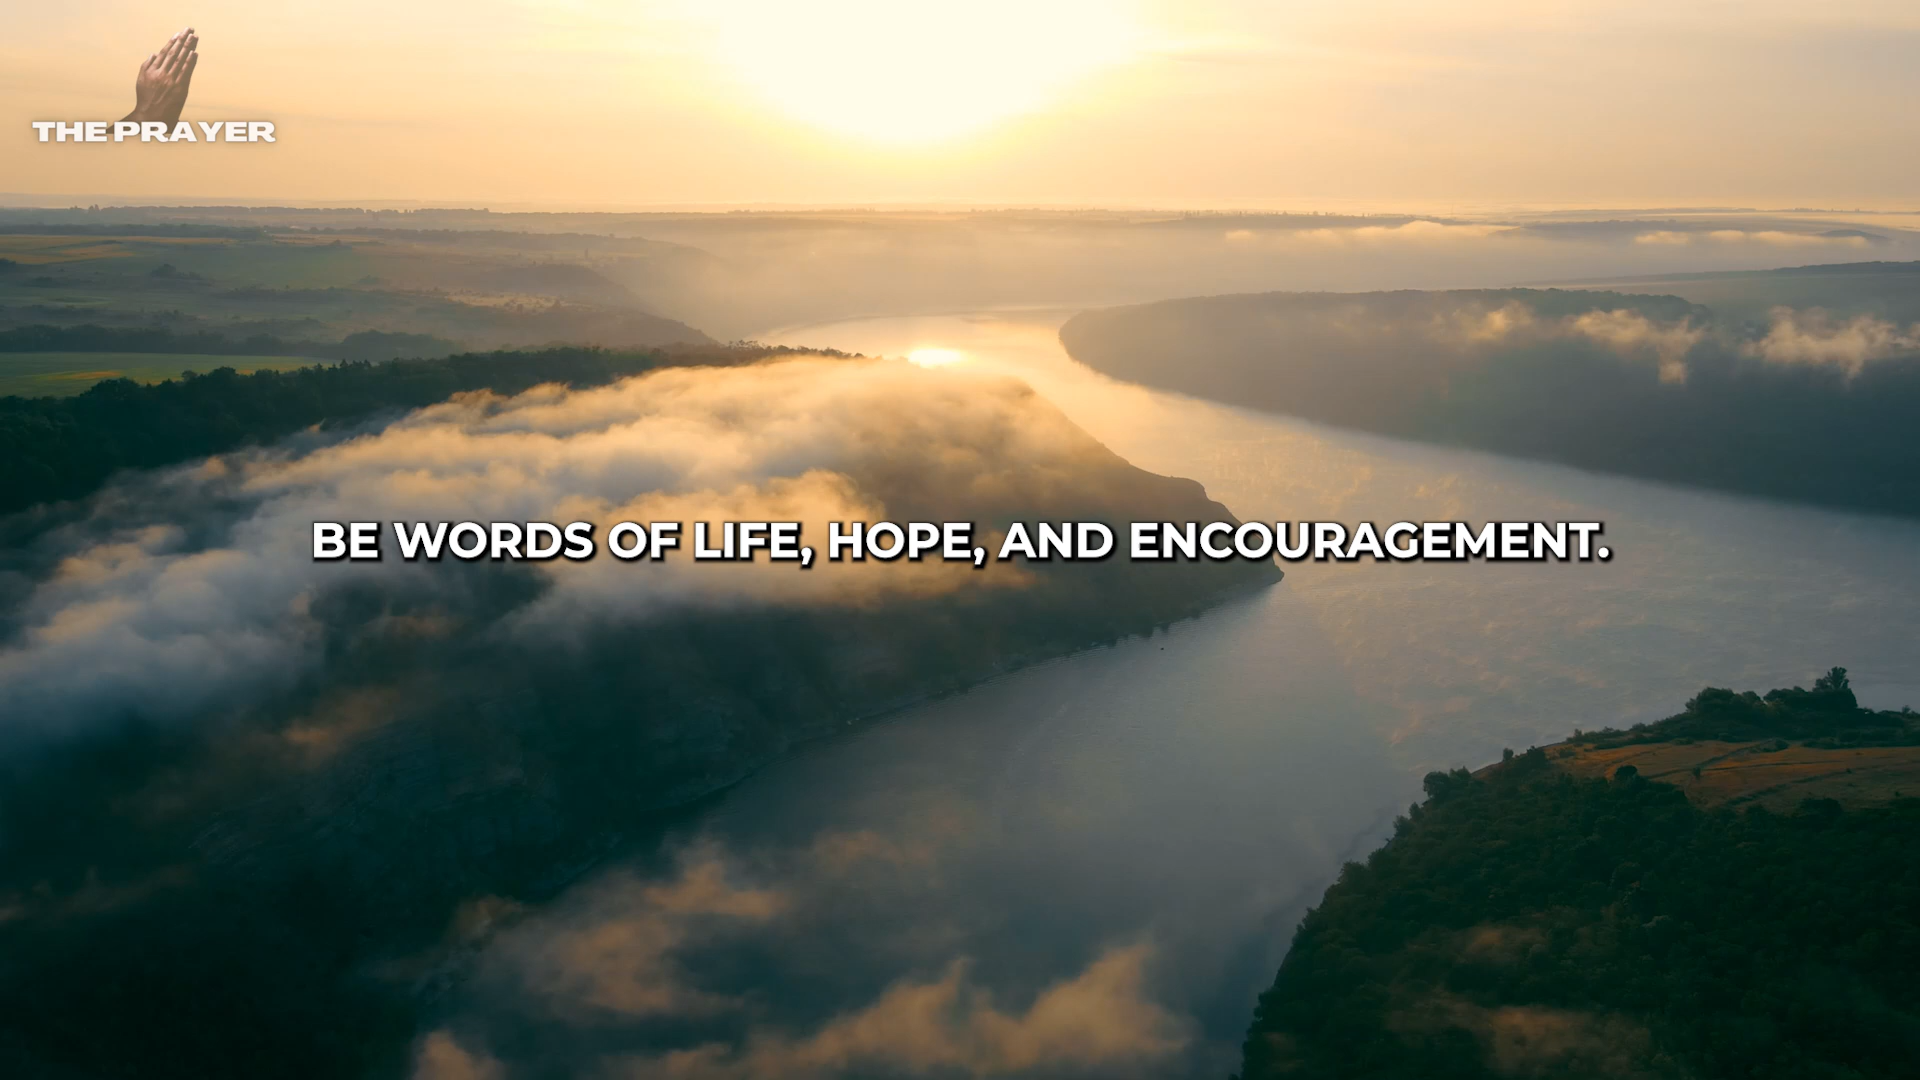 THE PRAYER
BE WORDS OF LIFE, HOPE, AND ENCOURAGEMENT.